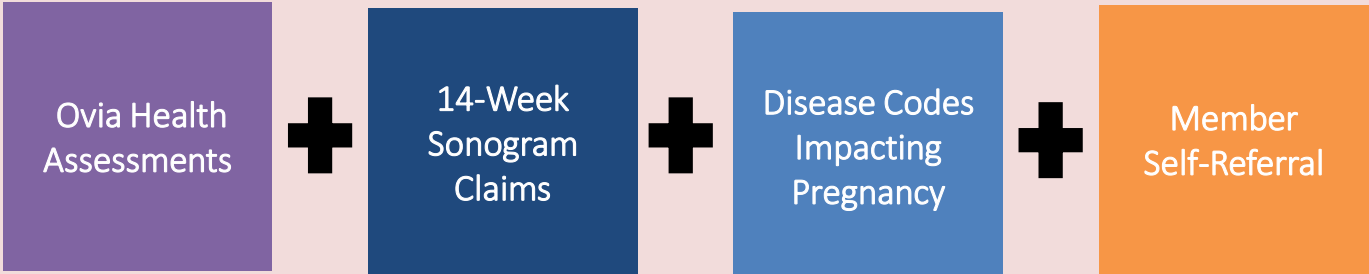 Ovia Health
Assessments
14-Week
Sonogram
Claims
Disease Codes
Impacting
Pregnancy
Member
Self-Referral